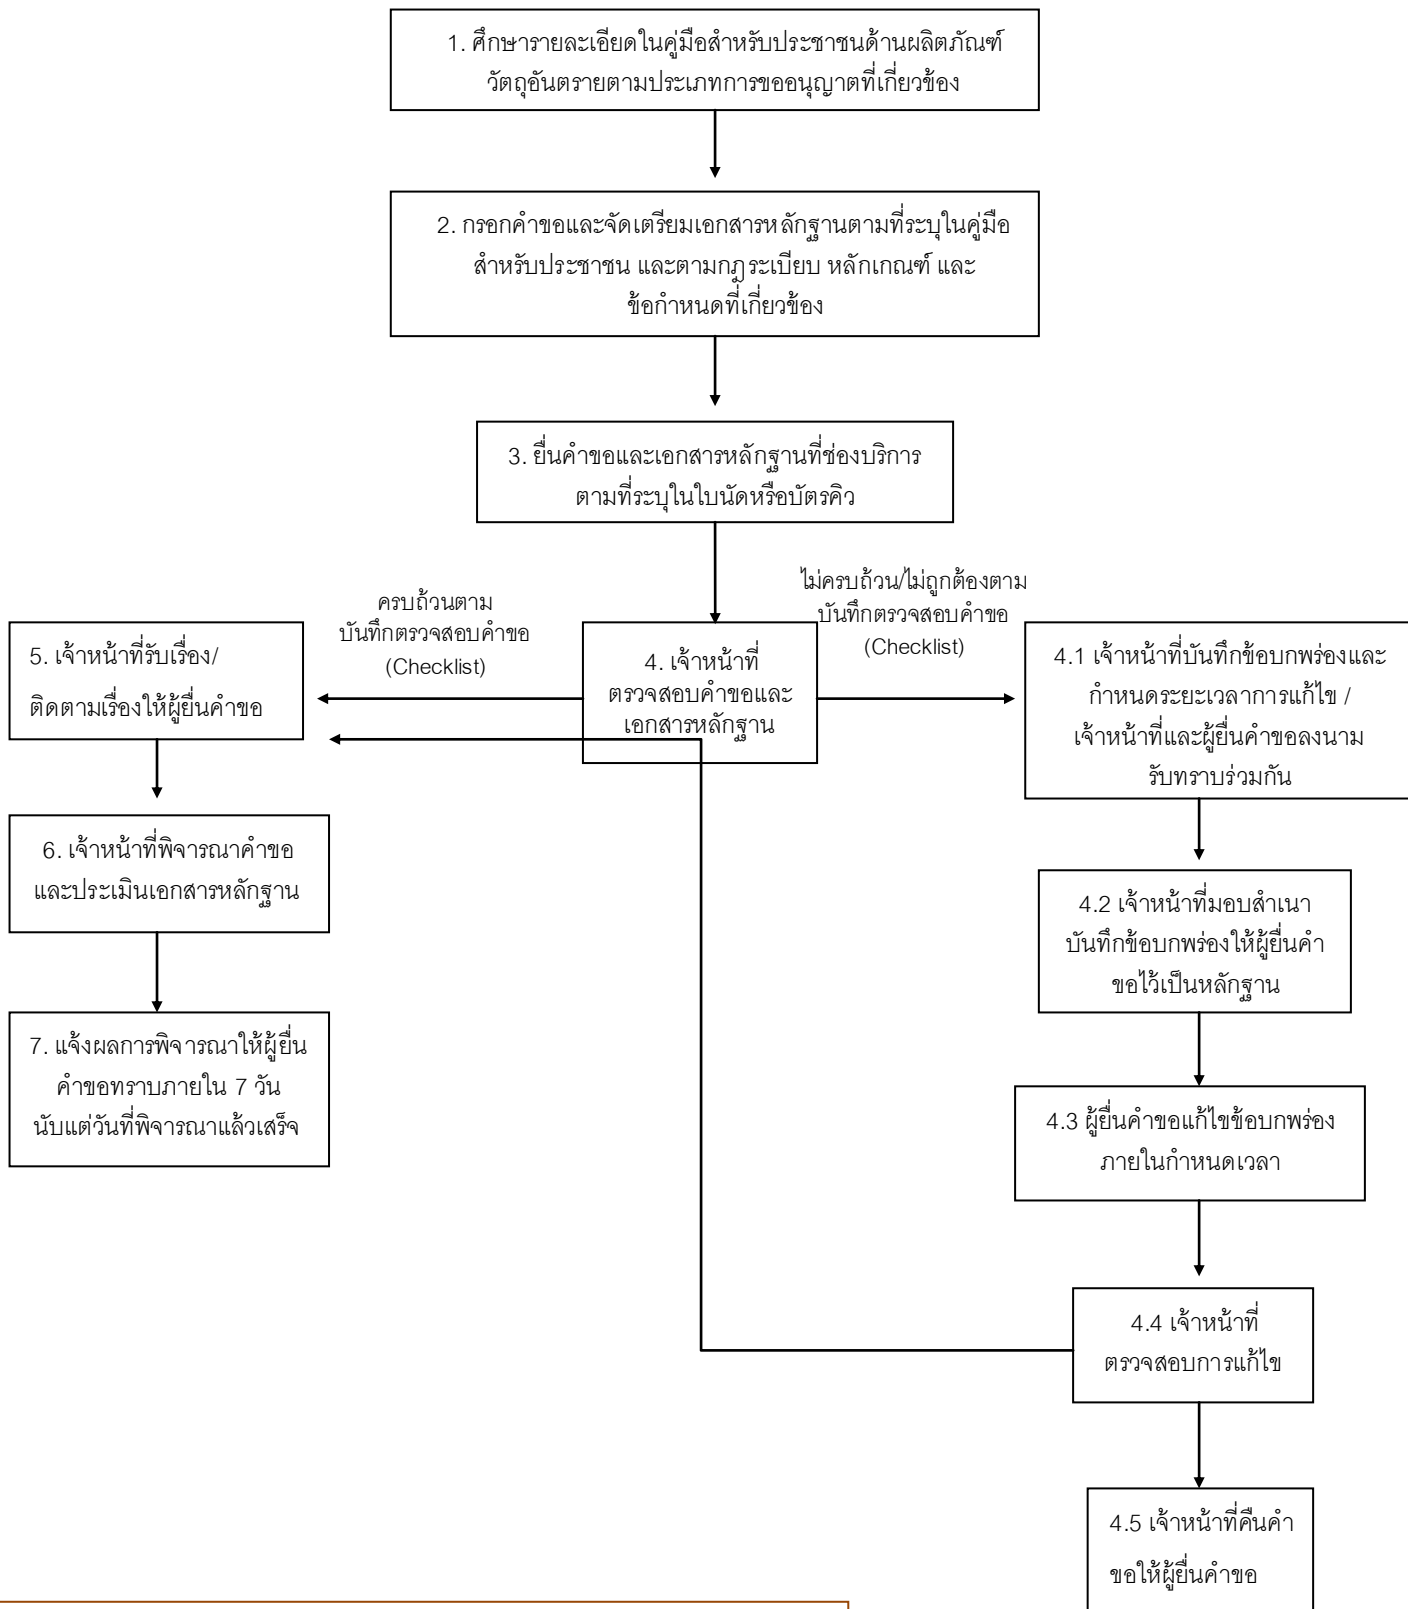 1. ศึกษารายละเอียดในคู่มือสำหรับประชาชนด้านผลิตภัณฑ์
วัตถุอันตรายตามประเภทการขออนุญาตที่เกี่ยวข้อง
2. กรอกคำขอและจัดเตรียมเอกสารหลักฐานตามที่ระบุในคู่มือ
สำหรับประชาชน และตามกฎระเบียบ หลักเกณฑ์ และ
ข้อกำหนดที่เกี่ยวข้อง
3. ยื่นคำขอและเอกสารหลักฐานที่ช่องบริการ
ตามที่ระบุในใบนัดหรือบัตรคิว
ครบถ้วนตาม
บันทึกตรวจสอบคำขอ
(Checklist)
ไม่ครบถ้วน/ไม่ถูกต้องตาม
บันทึกตรวจสอบคำขอ
(Checklist)
4. เจ้าหน้าที่
ตรวจสอบคำขอและ
เอกสารหลักฐาน
5. เจ้าหน้าที่รับเรื่อง/
ติดตามเรื่องให้ผู้ยื่นคำขอ
6. เจ้าหน้าที่พิจารณาคำขอ
และประเมินเอกสารหลักฐาน
7. แจ้งผลการพิจารณาให้ผู้ยื่น
คำขอทราบภายใน 7 วัน
นับแต่วันที่พิจารณาแล้วเสร็จ
4.1 เจ้าหน้าที่บันทึกข้อบกพร่องและ
กำหนดระยะเวลาการแก้ไข /
เจ้าหน้าที่และผู้ยื่นคำขอลงนาม
รับทราบร่วมกัน
4.2 เจ้าหน้าที่มอบสำเนา
บันทึกข้อบกพร่องให้ผู้ยื่นคำ
ขอไว้เป็นหลักฐาน
4.3 ผู้ยื่นคำขอแก้ไขข้อบกพร่อง
ภายในกำหนดเวลา
4.4 เจ้าหน้าที่
ตรวจสอบการแก้ไข
4.5 เจ้าหน้าที่คืนคำ
ขอให้ผู้ยื่นคำขอ